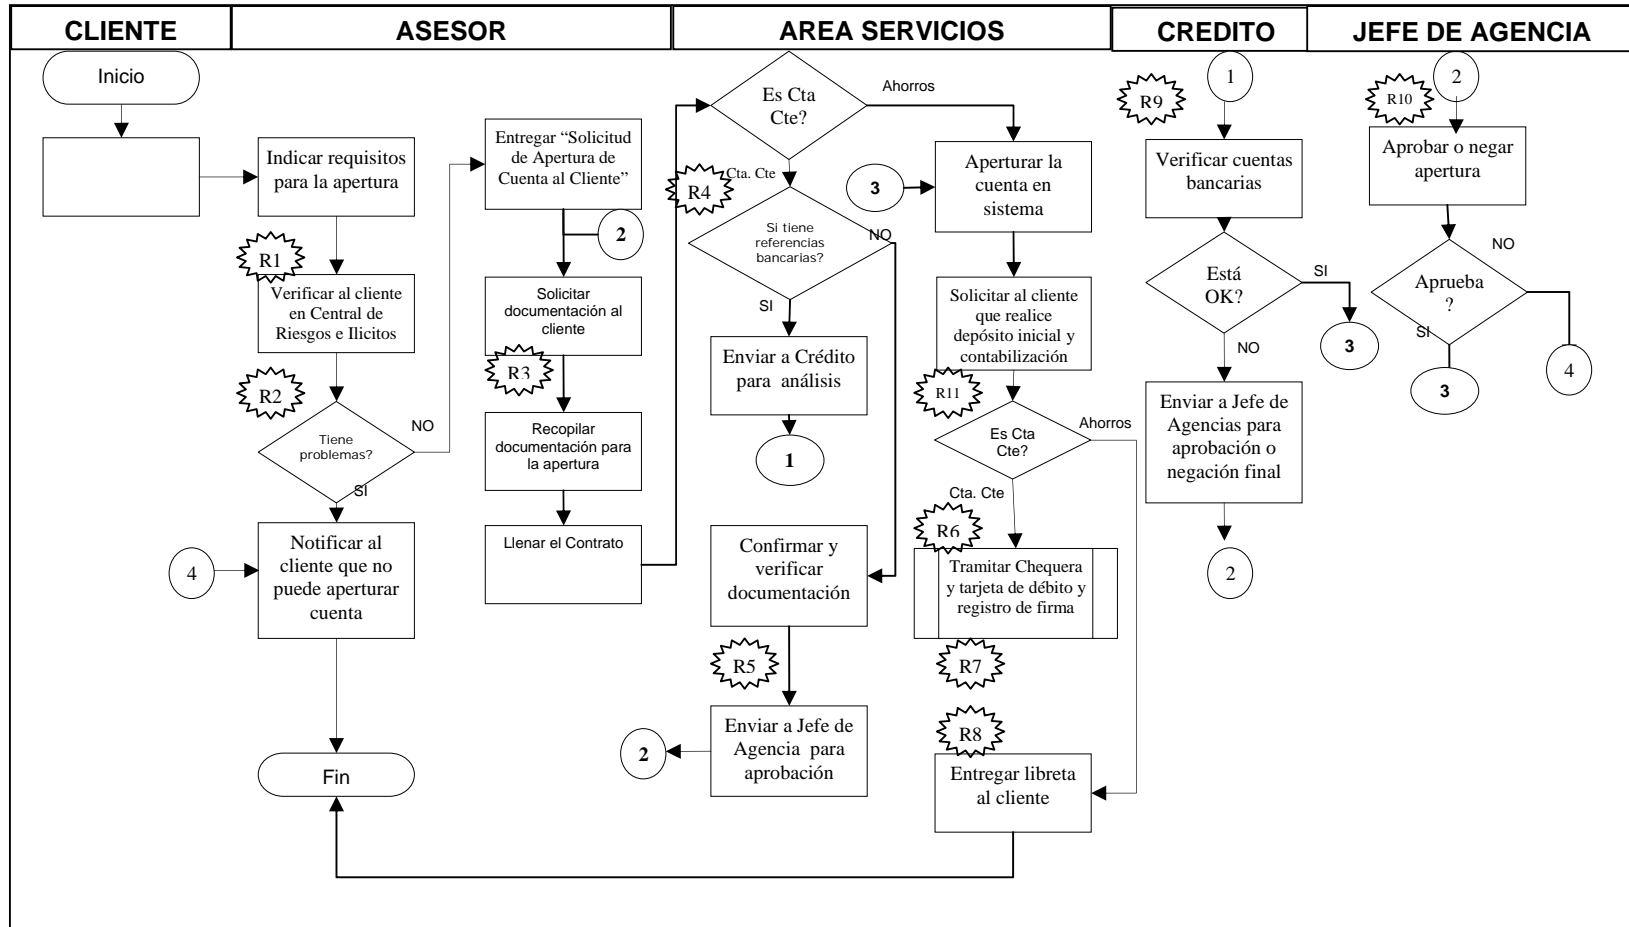 CLIENTE
ASESOR
AREA SERVICIOS
CREDITO
JEFE DE AGENCIA
Inicio
Indicar requisitos
para la apertura
R1
Verificar al cliente
en Central de
Riesgos e Ilicitos
R2
Tiene
problemas?
NO
SI
4
Notificar al
cliente que no
puede aperturar
cuenta
Fin
Entregar “Solicitud
de Apertura de
Cuenta al Cliente”
2
Solicitar
documentación al
cliente
R3
Recopilar
documentación para
la apertura
Llenar el Contrato
Es Cta
Cte?
Ahorros
Cta. Cte
R4
Si tiene
referencias
bancarias?
NO
SI
Enviar a Crédito
para análisis
1
Confirmar y
verificar
documentación
R5
Enviar a Jefe de
Agencia para
aprobación
2
3
Aperturar la
cuenta en
sistema
Solicitar al cliente
que realice
depósito inicial y
contabilización
R11
Es Cta
Cte?
Ahorros
Cta. Cte
R6
Tramitar Chequera
y tarjeta de débito y
registro de firma
R7
R8
Entregar libreta
al cliente
1
R9
Verificar cuentas
bancarias
Está
OK?
SI
3
NO
Enviar a Jefe de
Agencias para
aprobación o
negación final
2
2
R10
Aprobar o negar
apertura
NO
Aprueba
?
SI
3
4